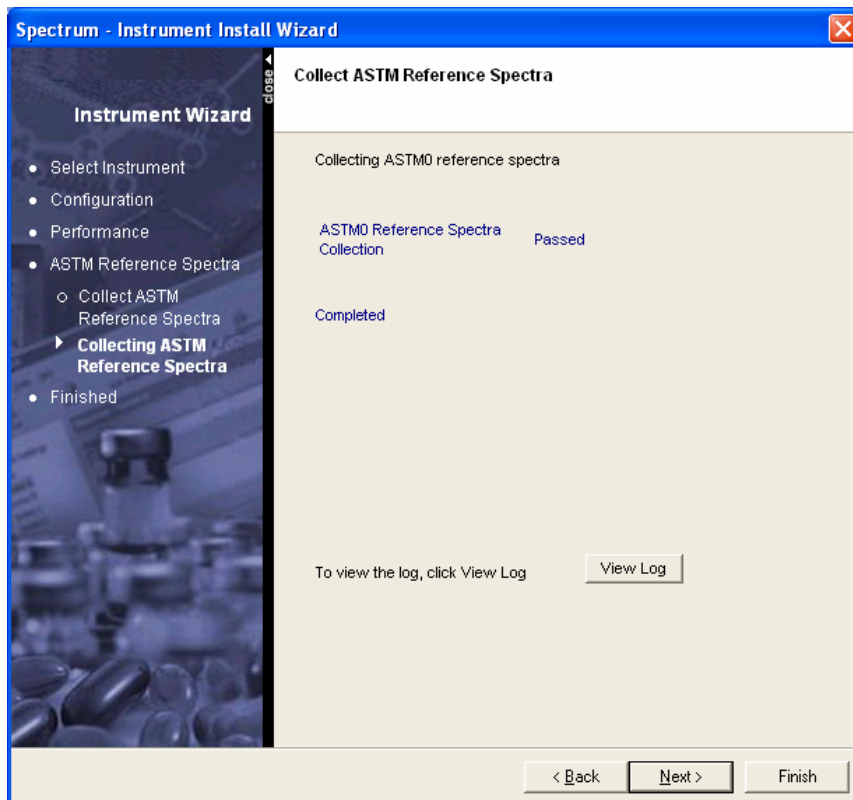 Spectrum - Instrument Install Wizard
close
Instrument Wizard
Select Instrument
Configuration
Performance
ASTM Reference Spectra
Collect ASTM
Reference Spectra
Collecting ASTM
Reference Spectra
Finished
Collect ASTM Reference Spectra
Collecting ASTM0 reference spectra
ASTM0 Reference Spectra
Collection
Passed
Completed
To view the log, click View Log
View Log
< Back
Next >
Finish